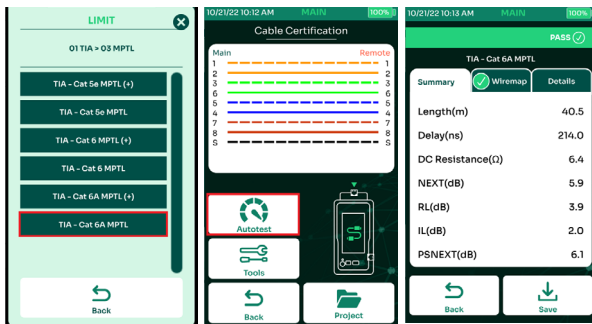 LIMIT
01 TIA > 03 MPTL
TIA - Cat 5e MPTL (+)
TIA - Cat 5e MPTL
TIA - Cat 6 MPTL (+)
TIA - Cat 6 MPTL
TIA - Cat 6A MPTL (+)
TIA - Cat 6A MPTL
Back
10/21/22 10:12 AM MAIN 100%
Cable Certification
Main Remote
1 1
2 2
3 3
6 6
5 5
4 4
7 7
8 8
S S
Autotest
Tools
Back Project
10/21/22 10:13 AM MAIN 100%
PASS
TIA - Cat 6A MPTL
Summary Wiremap Details
Length(m) 40.5
Delay(ns) 214.0
DC Resistance(Ω) 6.4
NEXT(dB) 5.9
RL(dB) 3.9
IL(dB) 2.0
PSNEXT(dB) 6.1
Back Save